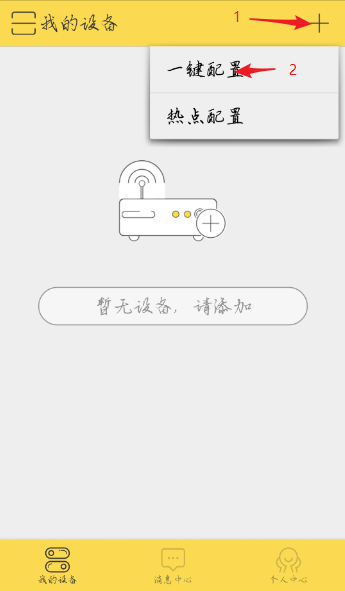 1
我的设备
一键配置
2
热点配置
暂无设备，请添加
我的设备
消息中心
个人中心